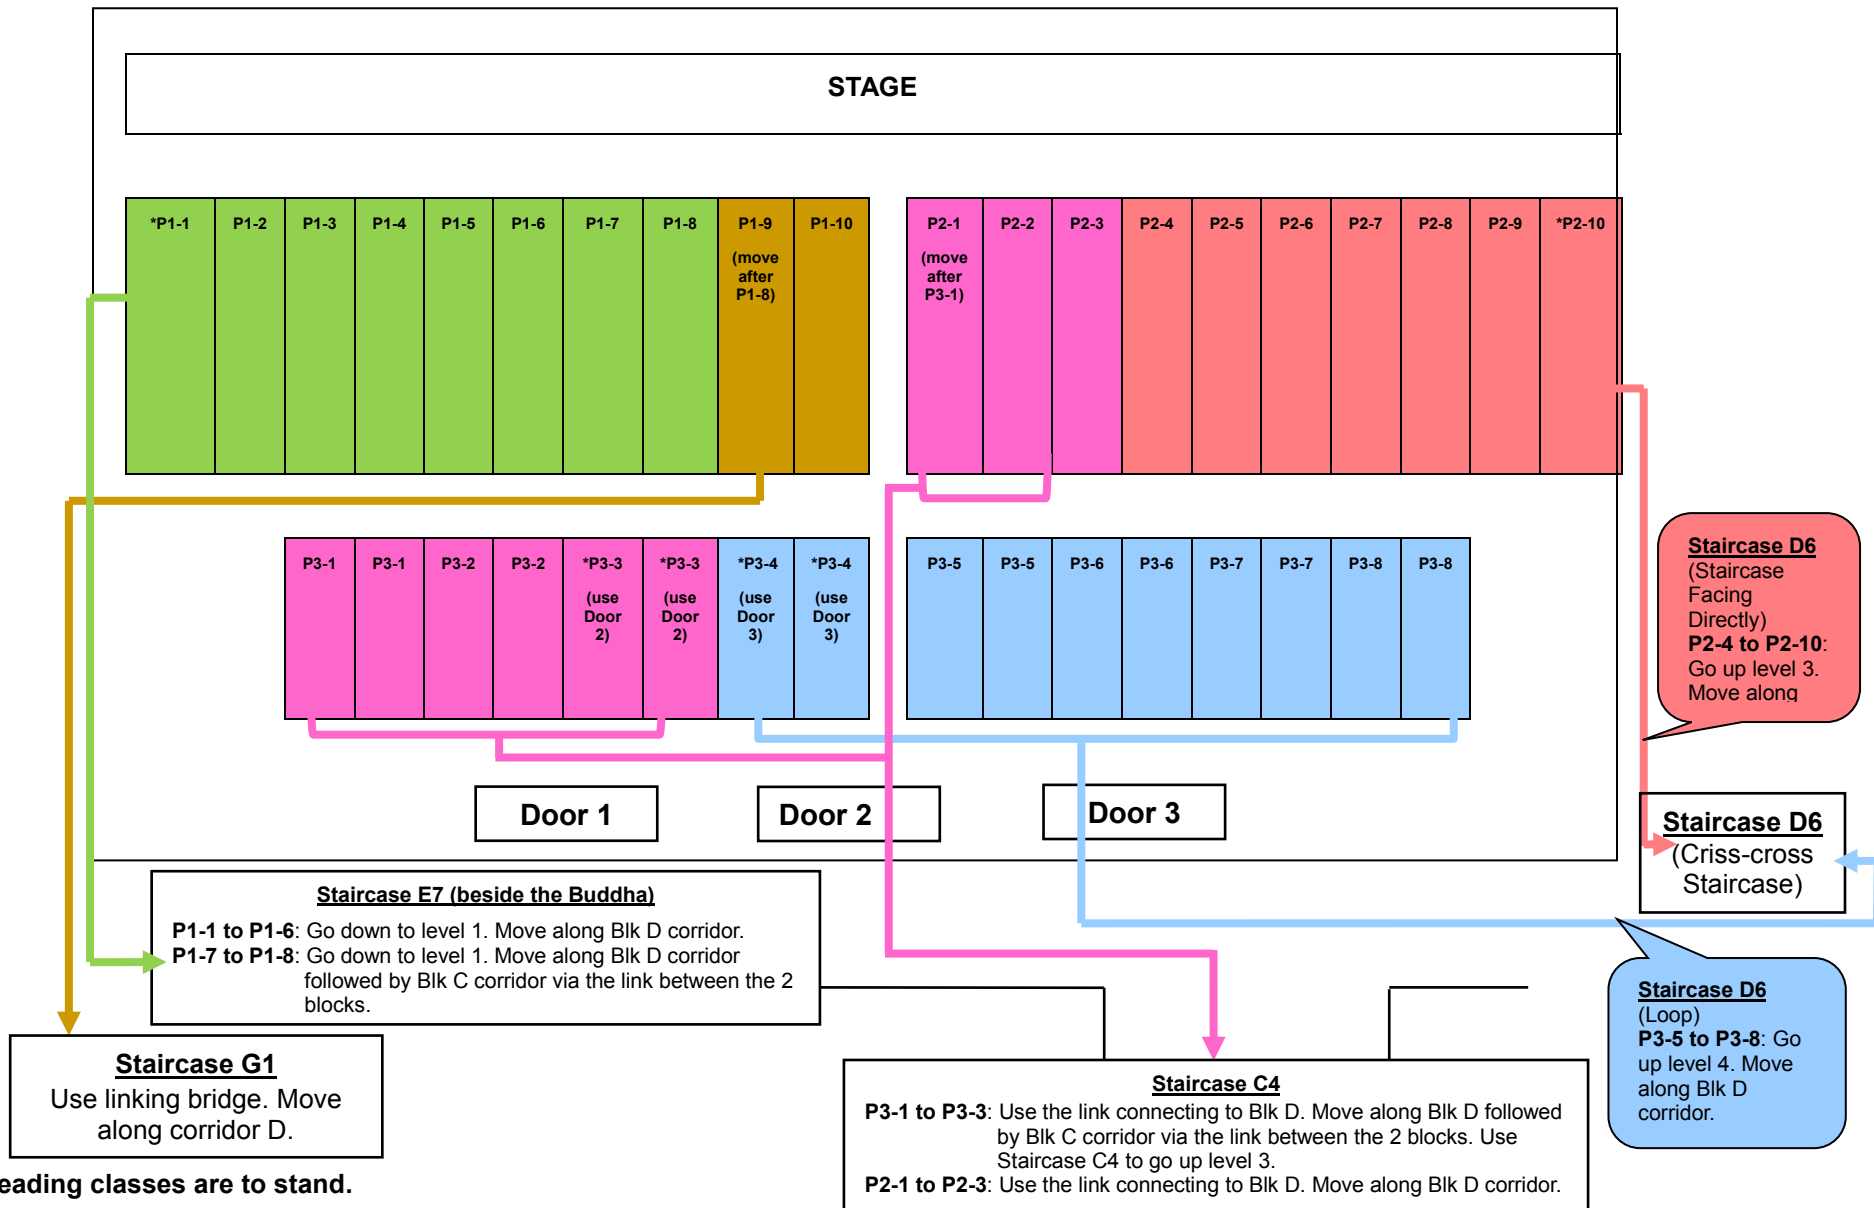 STAGE
*P1-1 P1-2 P1-3 P1-4 P1-5 P1-6 P1-7 P1-8 P1-9 P1-10 P2-1 P2-2 P2-3 P2-4 P2-5 P2-6 P2-7 P2-8 P2-9 *P2-10
(move
after
P1-8)
(move
after
P3-1)
P3-1 P3-1 P3-2 P3-2 *P3-3 *P3-3 *P3-4 *P3-4 P3-5 P3-5 P3-6 P3-6 P3-7 P3-7 P3-8 P3-8
(use
Door
2)
(use
Door
2)
(use
Door
3)
(use
Door
3)
Staircase D6
(Staircase
Facing
Directly)
P2-4 to P2-10:
Go up level 3.
Move along
Door 1
Door 2
Door 3
Staircase D6
(Criss-cross
Staircase)
Staircase E7 (beside the Buddha)
P1-1 to P1-6: Go down to level 1. Move along Blk D corridor.
P1-7 to P1-8: Go down to level 1. Move along Blk D corridor
followed by Blk C corridor via the link between the 2
blocks.
Staircase D6
(Loop)
P3-5 to P3-8: Go
up level 4. Move
along Blk D
corridor.
Staircase G1
Use linking bridge. Move
along corridor D.
Staircase C4
P3-1 to P3-3: Use the link connecting to Blk D. Move along Blk D followed
by Blk C corridor via the link between the 2 blocks. Use
Staircase C4 to go up level 3.
P2-1 to P2-3: Use the link connecting to Blk D. Move along Blk D corridor.
eading classes are to stand.